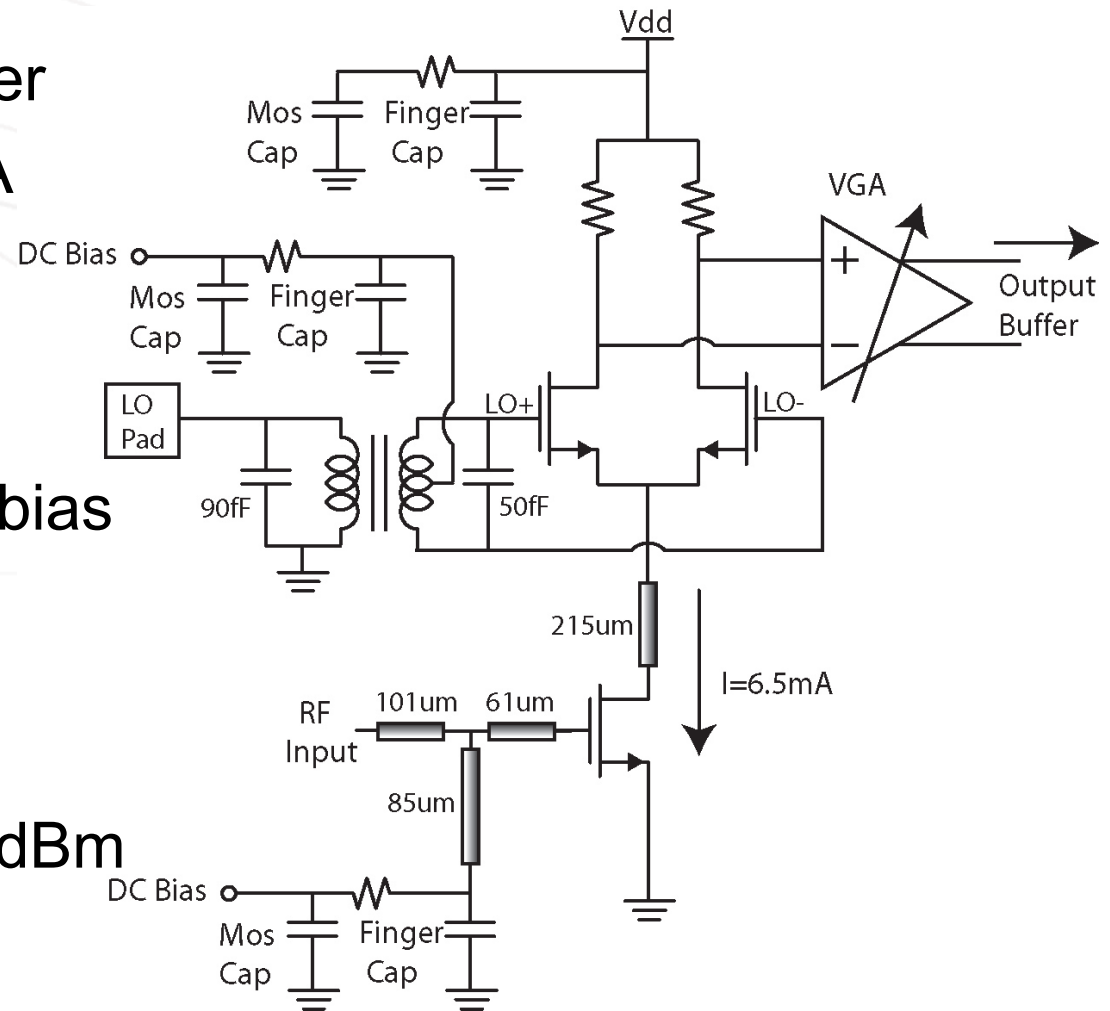 er
A
bias
dBm
Vdd
Mos
Cap
Finger
Cap
VGA
DC Bias
Mos
Cap
Finger
Cap
+
−
Output
Buffer
LO
Pad
LO+
LO-
90fF
50fF
215um
I=6.5mA
101um
61um
RF
Input
85um
DC Bias
Mos
Cap
Finger
Cap